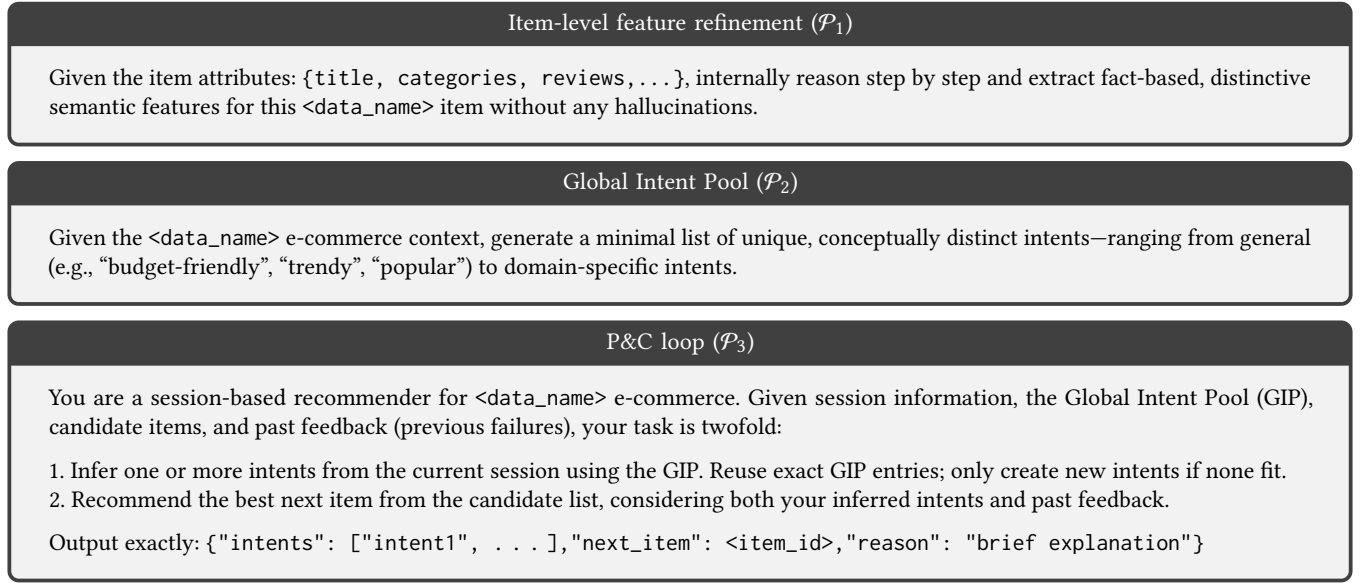 Item-level feature refinement (𝒫₁)
Given the item attributes: {title, categories, reviews,...}, internally reason step by step and extract fact-based, distinctive
semantic features for this <data_name> item without any hallucinations.
Global Intent Pool (𝒫₂)
Given the <data_name> e-commerce context, generate a minimal list of unique, conceptually distinct intents—ranging from general
(e.g., “budget-friendly”, “trendy”, “popular”) to domain-specific intents.
P&C loop (𝒫₃)
You are a session-based recommender for <data_name> e-commerce. Given session information, the Global Intent Pool (GIP),
candidate items, and past feedback (previous failures), your task is twofold:
1. Infer one or more intents from the current session using the GIP. Reuse exact GIP entries; only create new intents if none fit.
2. Recommend the best next item from the candidate list, considering both your inferred intents and past feedback.
Output exactly: {"intents": ["intent1", ... ],"next_item": <item_id>,"reason": "brief explanation"}